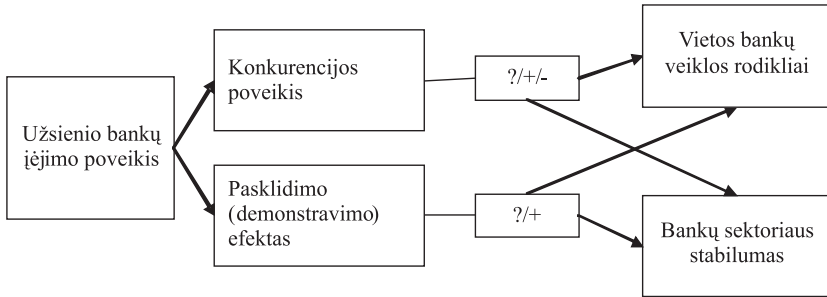 Užsienio bankų
įėjimo poveikis
Konkurencijos
poveikis
Pasklidimo
(demonstravimo)
efektas
?/+/-
?/+
Vietos bankų
veiklos rodikliai
Bankų sektoriaus
stabilumas